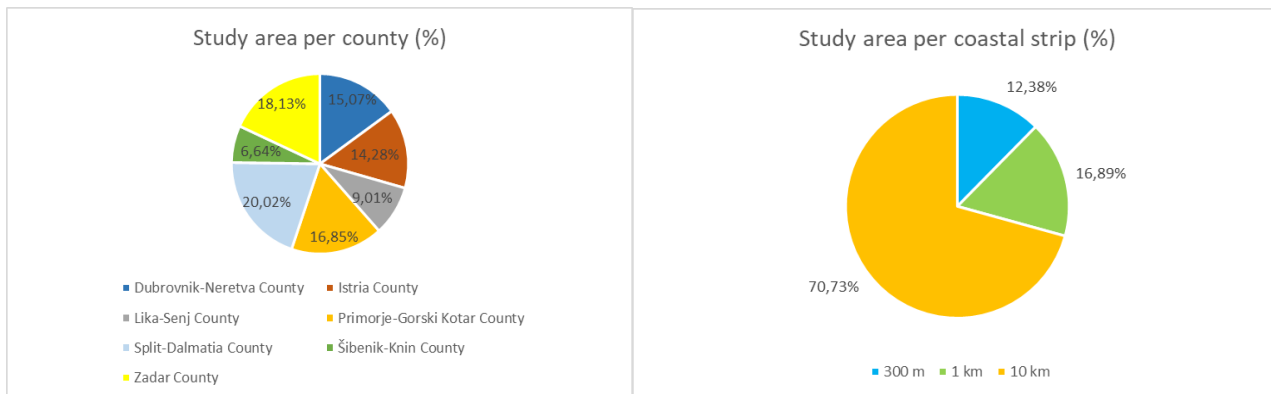 Study area per county (%)
18,13%
15,07%
6,64%
14,28%
20,02%
9,01%
16,85%
Dubrovnik-Neretva County
Istria County
Lika-Senj County
Primorje-Gorski Kotar County
Split-Dalmatia County
Šibenik-Knin County
Zadar County
Study area per coastal strip (%)
12,38%
16,89%
70,73%
300 m
1 km
10 km